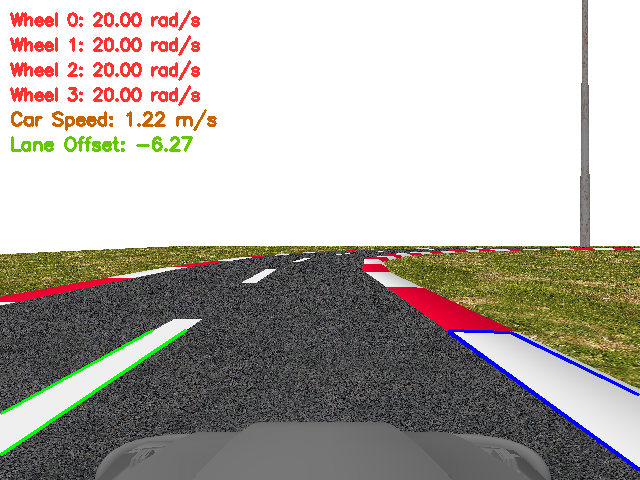 Wheel 0: 20.00 rad/s
Wheel 1: 20.00 rad/s
Wheel 2: 20.00 rad/s
Wheel 3: 20.00 rad/s
Car Speed: 1.22 m/s
Lane Offset: -6.27